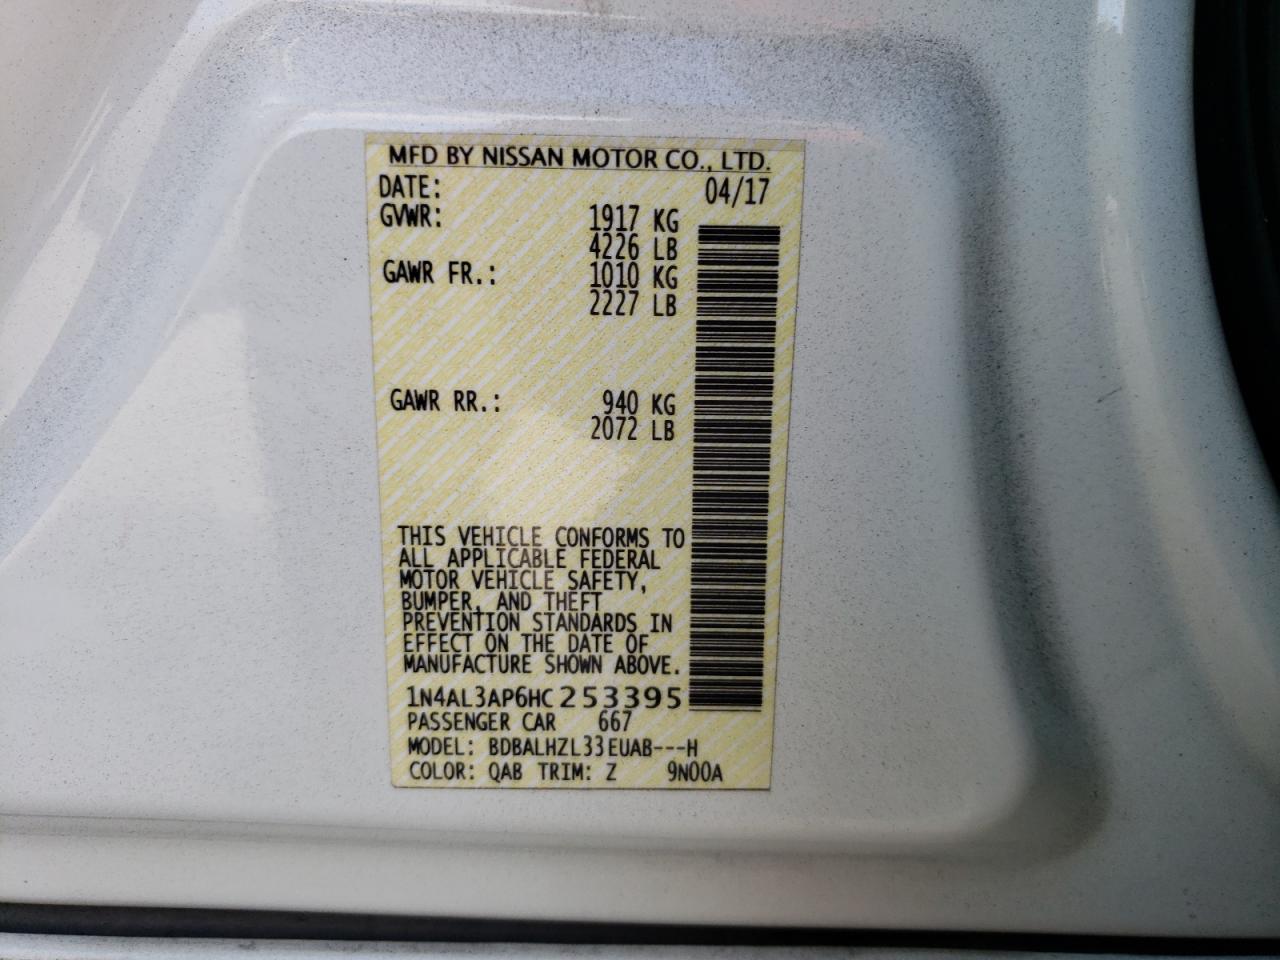 MFD BY NISSAN MOTOR CO., LTD.
DATE: 04/17
GVWR: 1917 KG
4226 LB
GAWR FR.: 1010 KG
2227 LB
GAWR RR.: 940 KG
2072 LB
THIS VEHICLE CONFORMS TO
ALL APPLICABLE FEDERAL
MOTOR VEHICLE SAFETY,
BUMPER, AND THEFT
PREVENTION STANDARDS IN
EFFECT ON THE DATE OF
MANUFACTURE SHOWN ABOVE.
1N4AL3AP6HC253395
PASSENGER CAR 667
MODEL: BDBALHZL33EUAB---H
COLOR: QAB TRIM: Z 9N00A